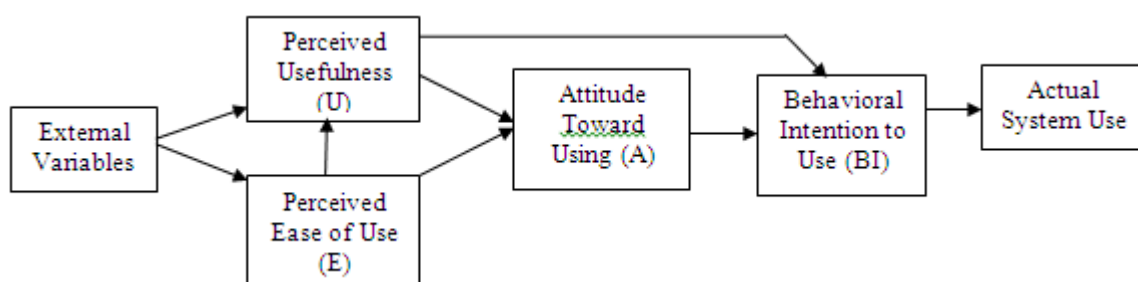 External
Variables
Perceived
Usefulness
(U)
Perceived
Ease of Use
(E)
Attitude
Toward
Using (A)
Behavioral
Intention to
Use (BI)
Actual
System Use